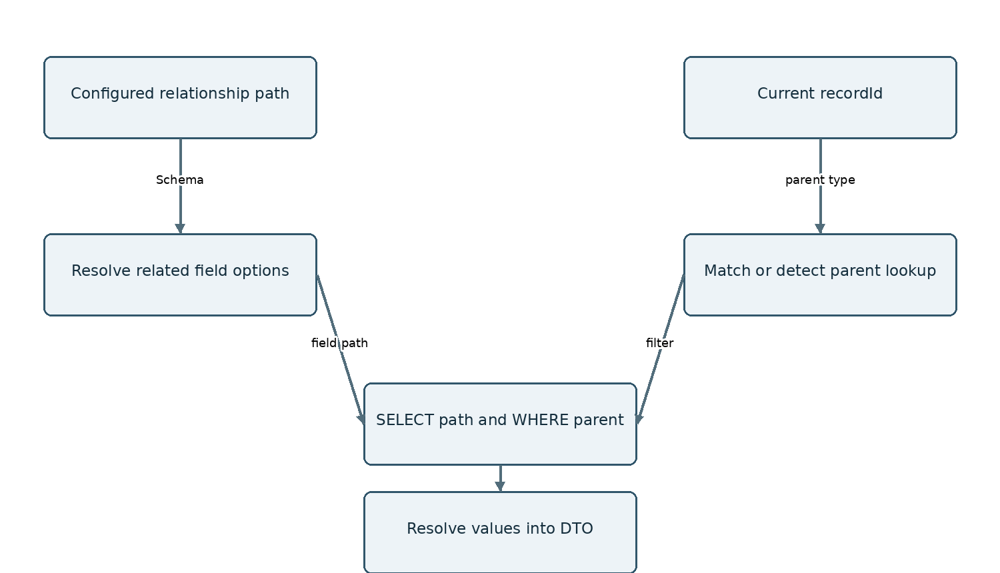 Configured relationship path
Current recordId
Schema
parent type
Resolve related field options
Match or detect parent lookup
field path
filter
SELECT path and WHERE parent
Resolve values into DTO